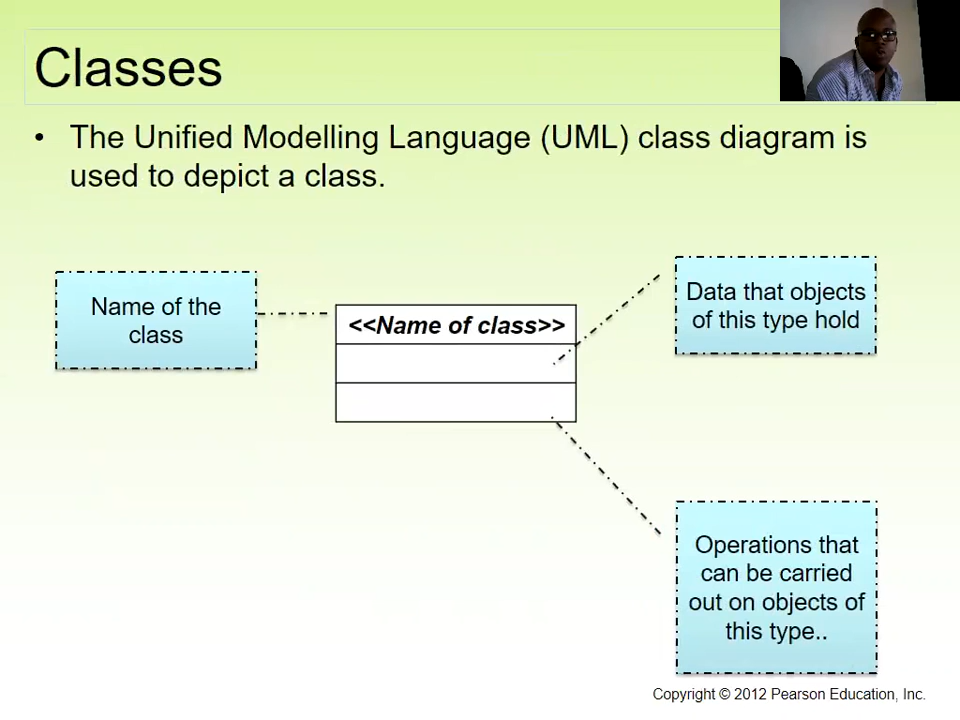 Classes
• The Unified Modelling Language (UML) class diagram is
used to depict a class.
Name of the
class
<<Name of class>>
Data that objects
of this type hold
Operations that
can be carried
out on objects of
this type..
Copyright © 2012 Pearson Education, Inc.